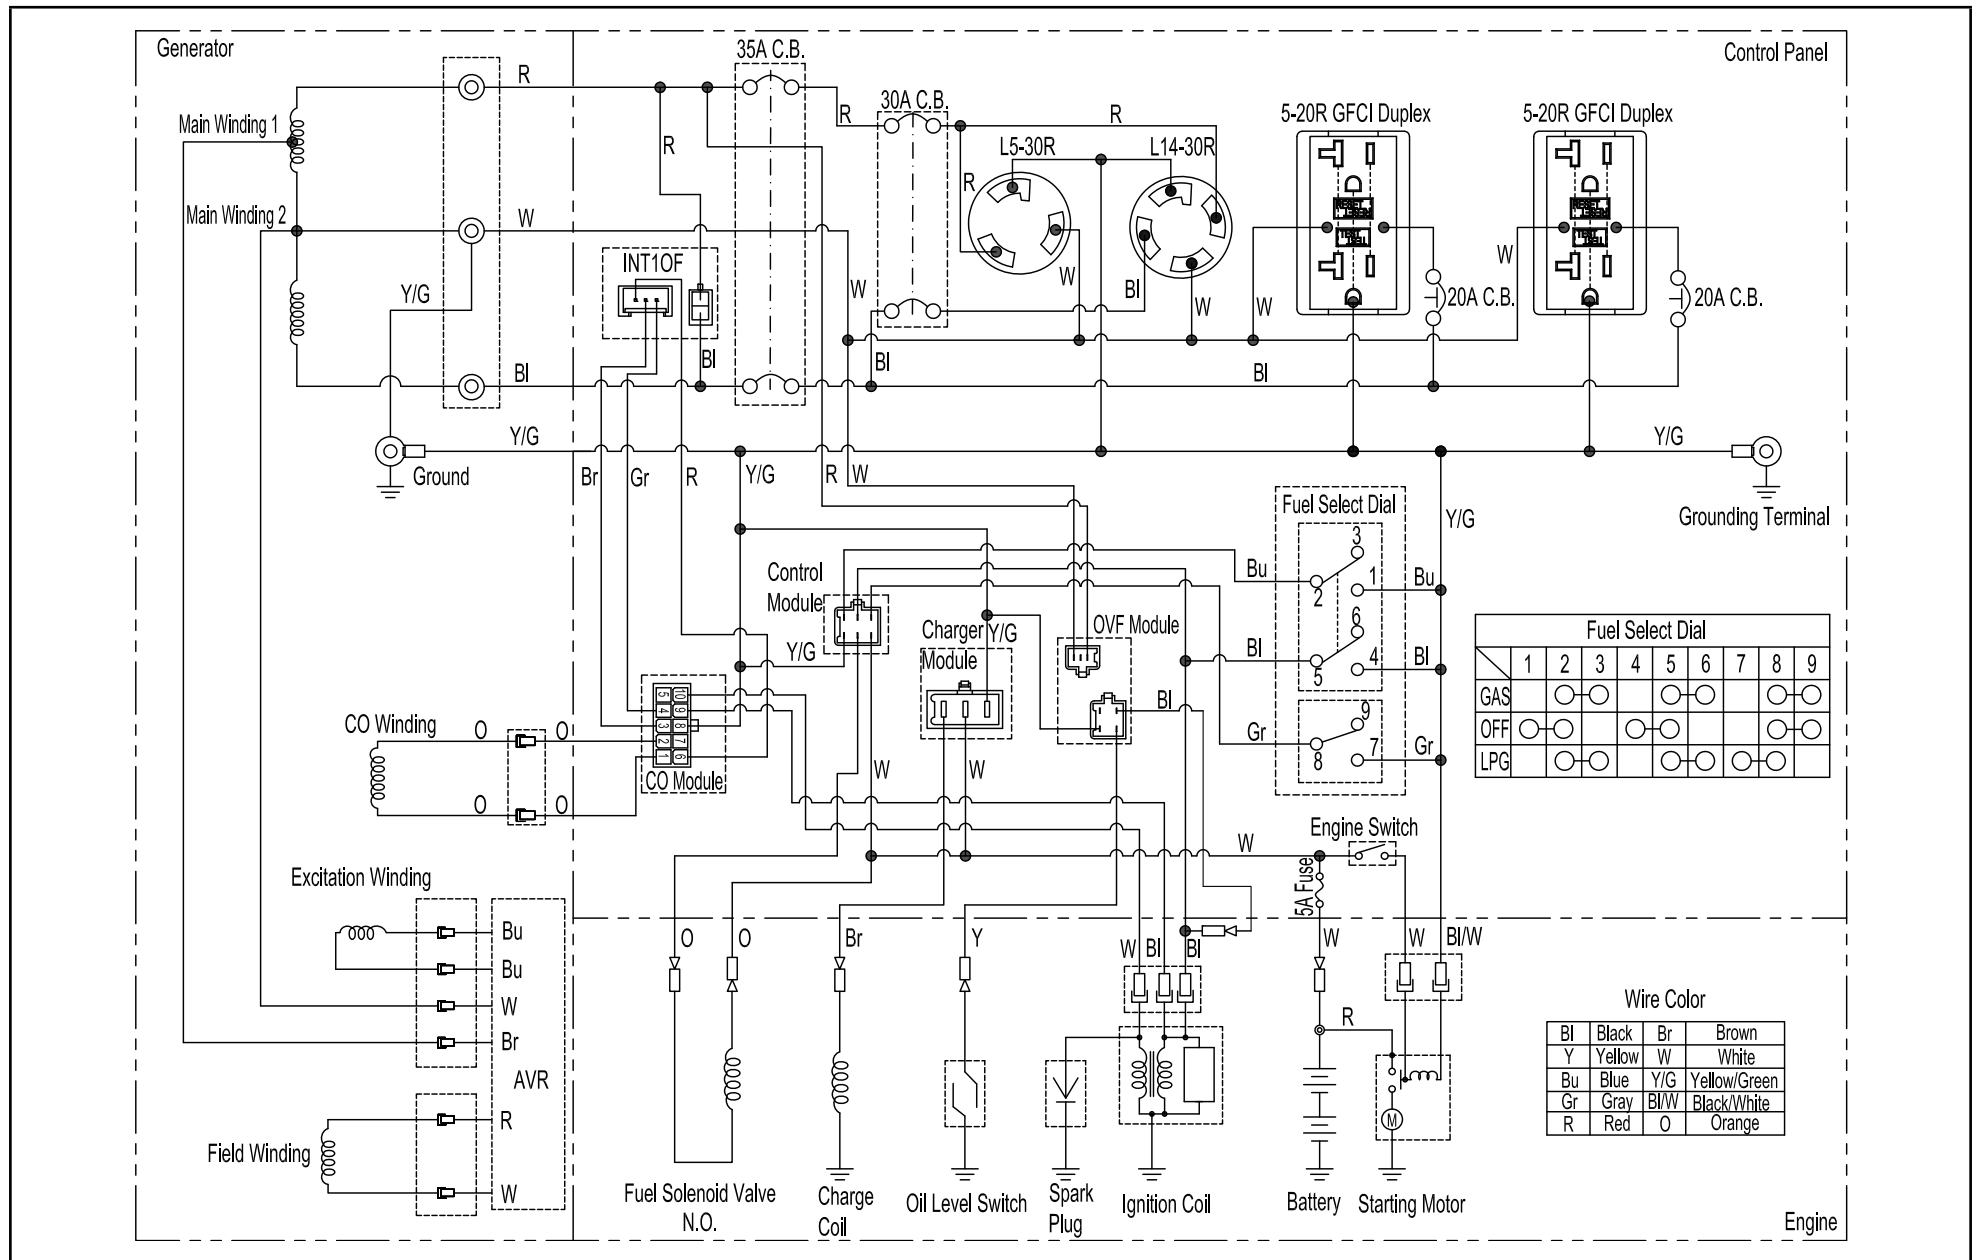 Generator
Control Panel
35A C.B.
30A C.B.
R
R
R
R
R
R
5-20R GFCI Duplex
5-20R GFCI Duplex
Main Winding 1
L5-30R
L14-30R
Main Winding 2
W
W
W
W
W
W
INT1OF
Y/G
Bl
20A C.B.
20A C.B.
RESET
TEST
RESET
TEST
Bl
Bl
Bl
Bl
Y/G
Y/G
Ground
Br
Gr
R
Y/G
R
W
Grounding Terminal
Fuel Select Dial
Y/G
3
1
2
6
4
5
9
7
8
Bu
Bu
Bl
Bl
Gr
Gr
Control
Module
Y/G
Charger
Module
Y/G
OVF Module
Bl
Fuel Select Dial
1 2 3 4 5 6 7 8 9
GAS
OFF
LPG
5 10
4 9
3 8
2 7
1 6
CO Module
CO Winding
O
O
O
O
W
W
Engine Switch
W
5A Fuse
Excitation Winding
Bu
Bu
W
Br
AVR
R
W
Field Winding
O
O
Br
Y
W
Bl
Bl
W
W
Bl/W
R
M
Wire Color
Bl Black Br Brown
Y Yellow W White
Bu Blue Y/G Yellow/Green
Gr Gray Bl/W Black/White
R Red O Orange
Fuel Solenoid Valve
N.O.
Charge
Coil
Oil Level Switch
Spark
Plug
Ignition Coil
Battery
Starting Motor
Engine